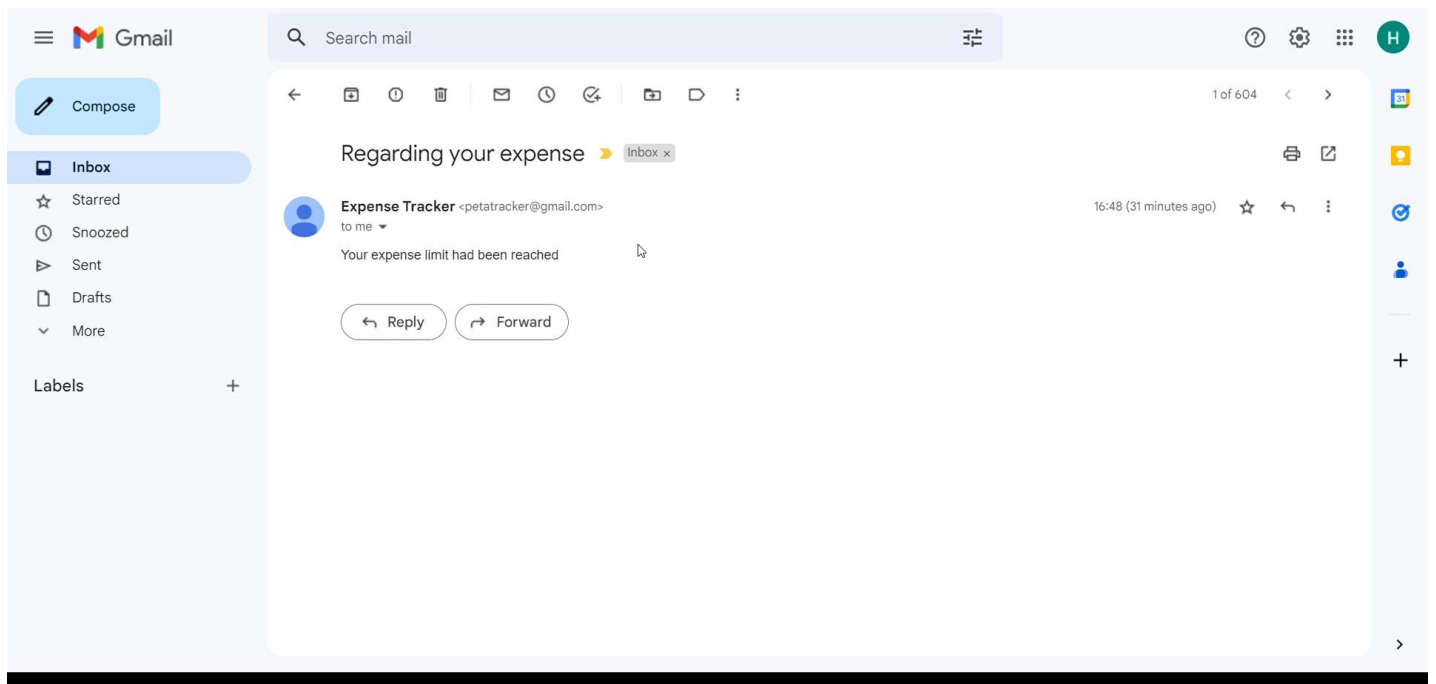 Gmail
Search mail
H
Compose
1 of 604
31
Regarding your expense Inbox ×
Inbox
Starred
Expense Tracker <petatracker@gmail.com> 16:48 (31 minutes ago)
to me
Snoozed
Your expense limit had been reached
Sent
Drafts
Reply Forward
More
Labels